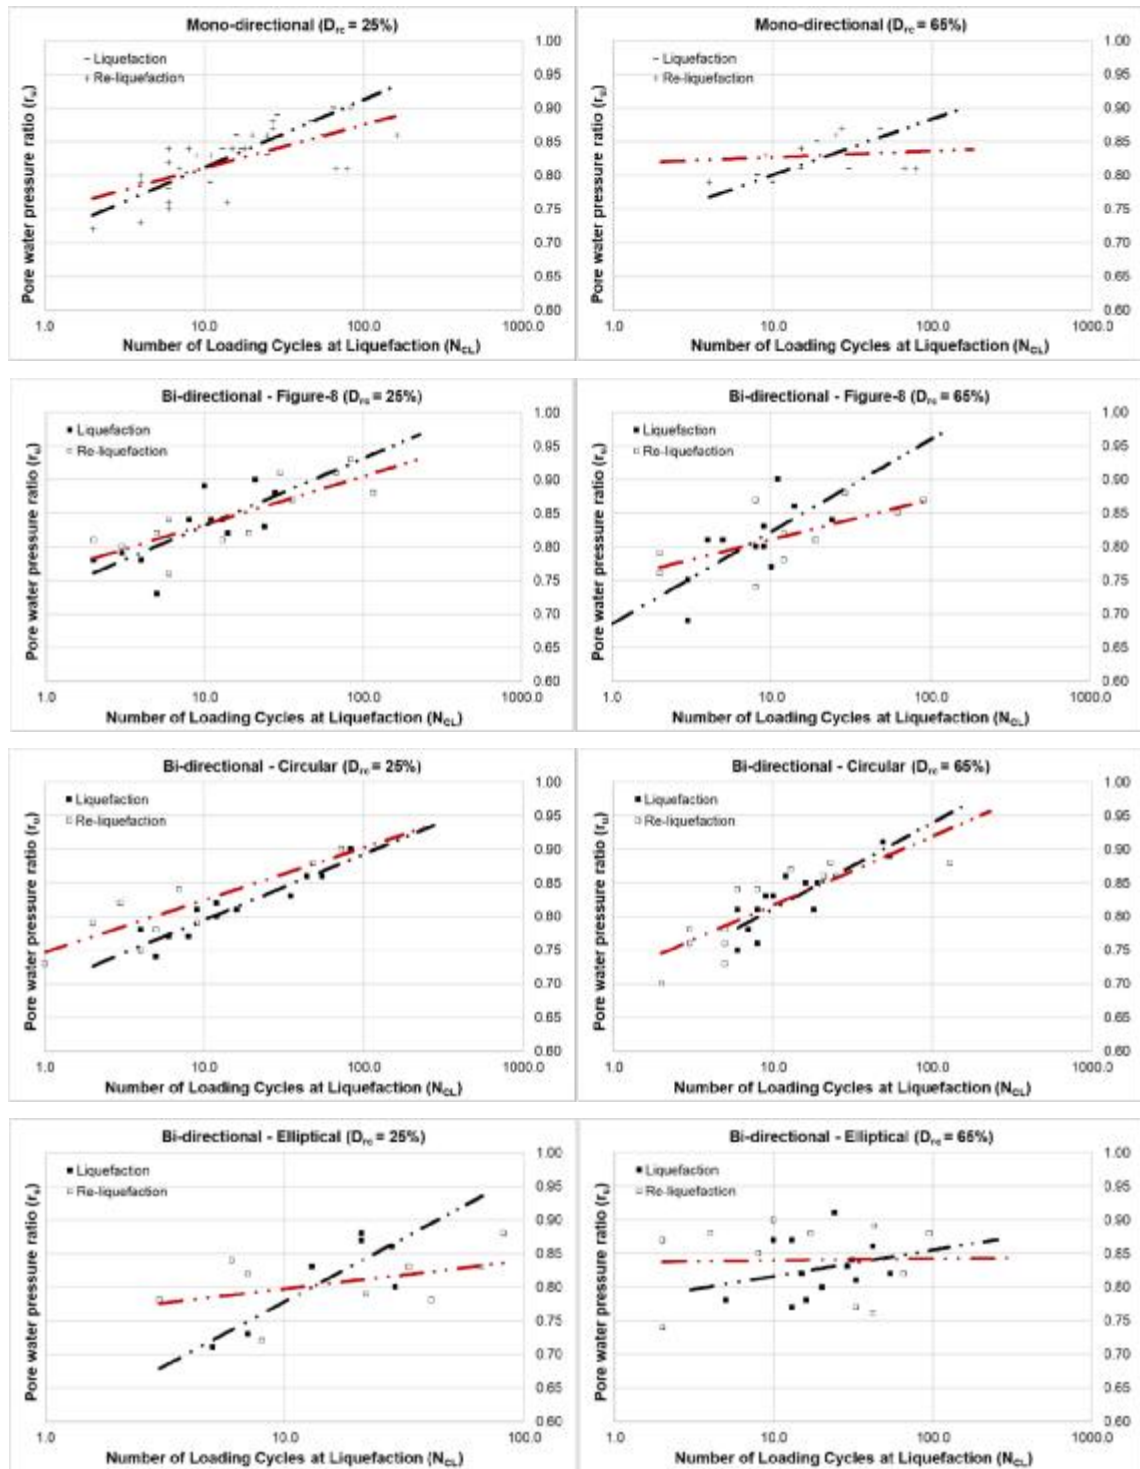 Mono-directional (Drc = 25%)
Liquefaction
Re-liquefaction
Pore water pressure ratio (ru)
1.00
0.95
0.90
0.85
0.80
0.75
0.70
0.65
0.60
1.0 10.0 100.0 1000.0
Number of Loading Cycles at Liquefaction (NCL)
Mono-directional (Drc = 65%)
Liquefaction
Re-liquefaction
Pore water pressure ratio (ru)
1.00
0.95
0.90
0.85
0.80
0.75
0.70
0.65
0.60
1.0 10.0 100.0 1000.0
Number of Loading Cycles at Liquefaction (NCL)
Bi-directional - Figure-8 (Drc = 25%)
Liquefaction
Re-liquefaction
Pore water pressure ratio (ru)
1.00
0.95
0.90
0.85
0.80
0.75
0.70
0.65
0.60
1.0 10.0 100.0 1000.0
Number of Loading Cycles at Liquefaction (NCL)
Bi-directional - Figure-8 (Drc = 65%)
Liquefaction
Re-liquefaction
Pore water pressure ratio (ru)
1.00
0.95
0.90
0.85
0.80
0.75
0.70
0.65
0.60
1.0 10.0 100.0 1000.0
Number of Loading Cycles at Liquefaction (NCL)
Bi-directional - Circular (Drc = 25%)
Liquefaction
Re-liquefaction
Pore water pressure ratio (ru)
1.00
0.95
0.90
0.85
0.80
0.75
0.70
0.65
0.60
1.0 10.0 100.0 1000.0
Number of Loading Cycles at Liquefaction (NCL)
Bi-directional - Circular (Drc = 65%)
Liquefaction
Re-liquefaction
Pore water pressure ratio (ru)
1.00
0.95
0.90
0.85
0.80
0.75
0.70
0.65
0.60
1.0 10.0 100.0 1000.0
Number of Loading Cycles at Liquefaction (NCL)
Bi-directional - Elliptical (Drc = 25%)
Liquefaction
Re-liquefaction
Pore water pressure ratio (ru)
1.00
0.95
0.90
0.85
0.80
0.75
0.70
0.65
0.60
1.0 10.0 100.0
Number of Loading Cycles at Liquefaction (NCL)
Bi-directional - Elliptical (Drc = 65%)
Liquefaction
Re-liquefaction
Pore water pressure ratio (ru)
1.00
0.95
0.90
0.85
0.80
0.75
0.70
0.65
0.60
1.0 10.0 100.0 1000.0
Number of Loading Cycles at Liquefaction (NCL)